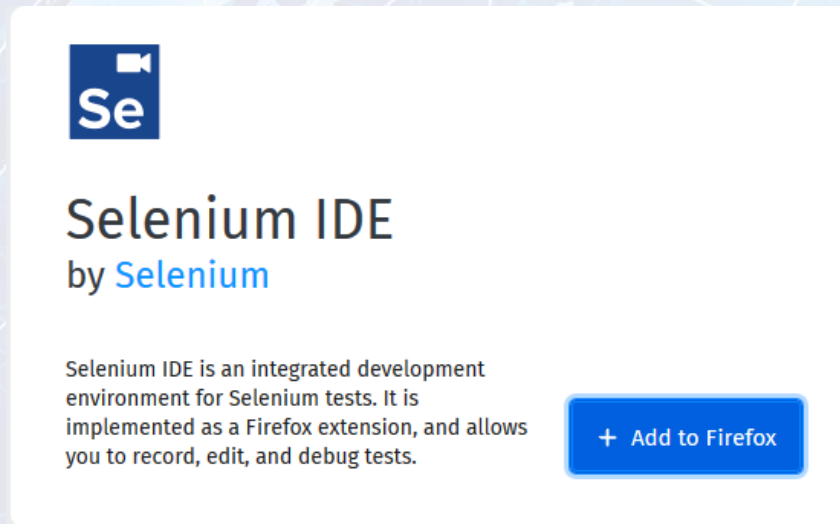 Se
Selenium IDE
by Selenium
Selenium IDE is an integrated development
environment for Selenium tests. It is
implemented as a Firefox extension, and allows
you to record, edit, and debug tests.
+ Add to Firefox